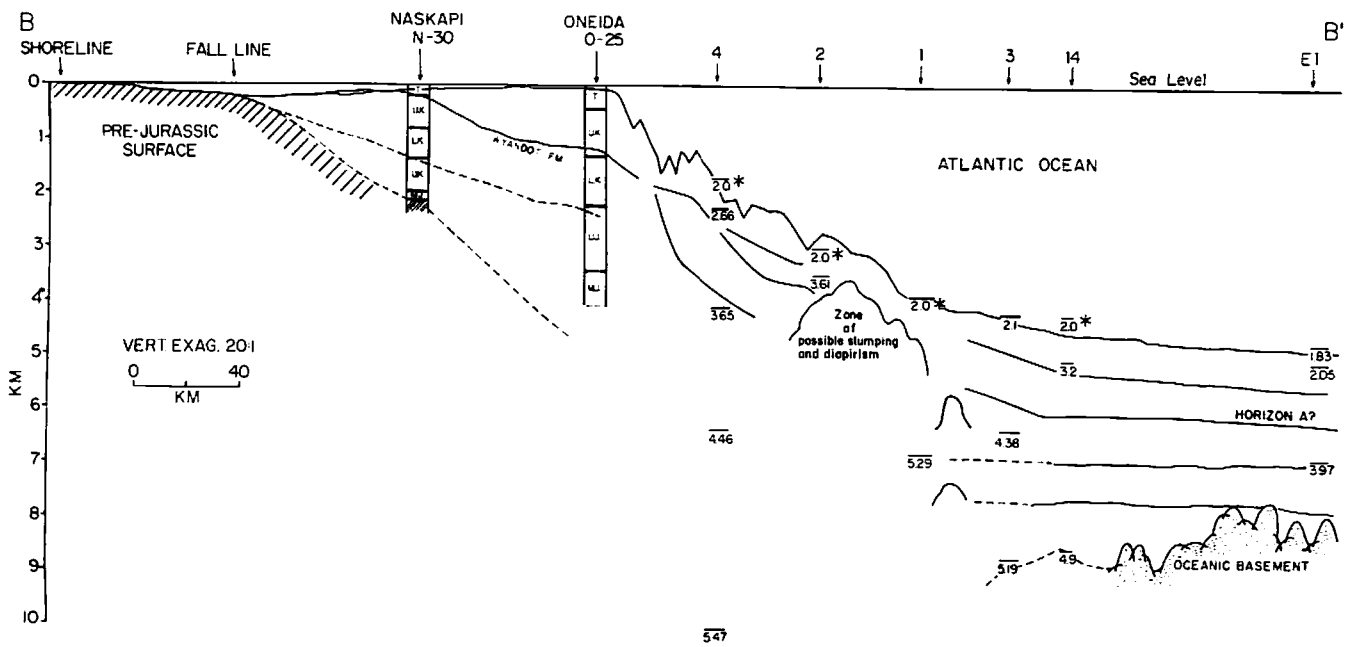 B
B'
SHORELINE
FALL LINE
NASKAPI
N-30
ONEIDA
O-25
4
2
1
3
14
E1
Sea Level
0
1
2
3
4
5
6
7
8
9
10
KM
PRE-JURASSIC
SURFACE
T
UK
LK
T
UK
LK
WYANDOT FM
ATLANTIC OCEAN
2.0*
2.66
3.65
4.46
5.47
2.0*
3.61
Zone
of
possible slumping
and diapirism
2.0*
5.29
2.1
4.38
5.19
2.0*
3.2
4.9
1.83
2.05
HORIZON A?
3.97
OCEANIC BASEMENT
VERT EXAG. 20:1
0 40
KM